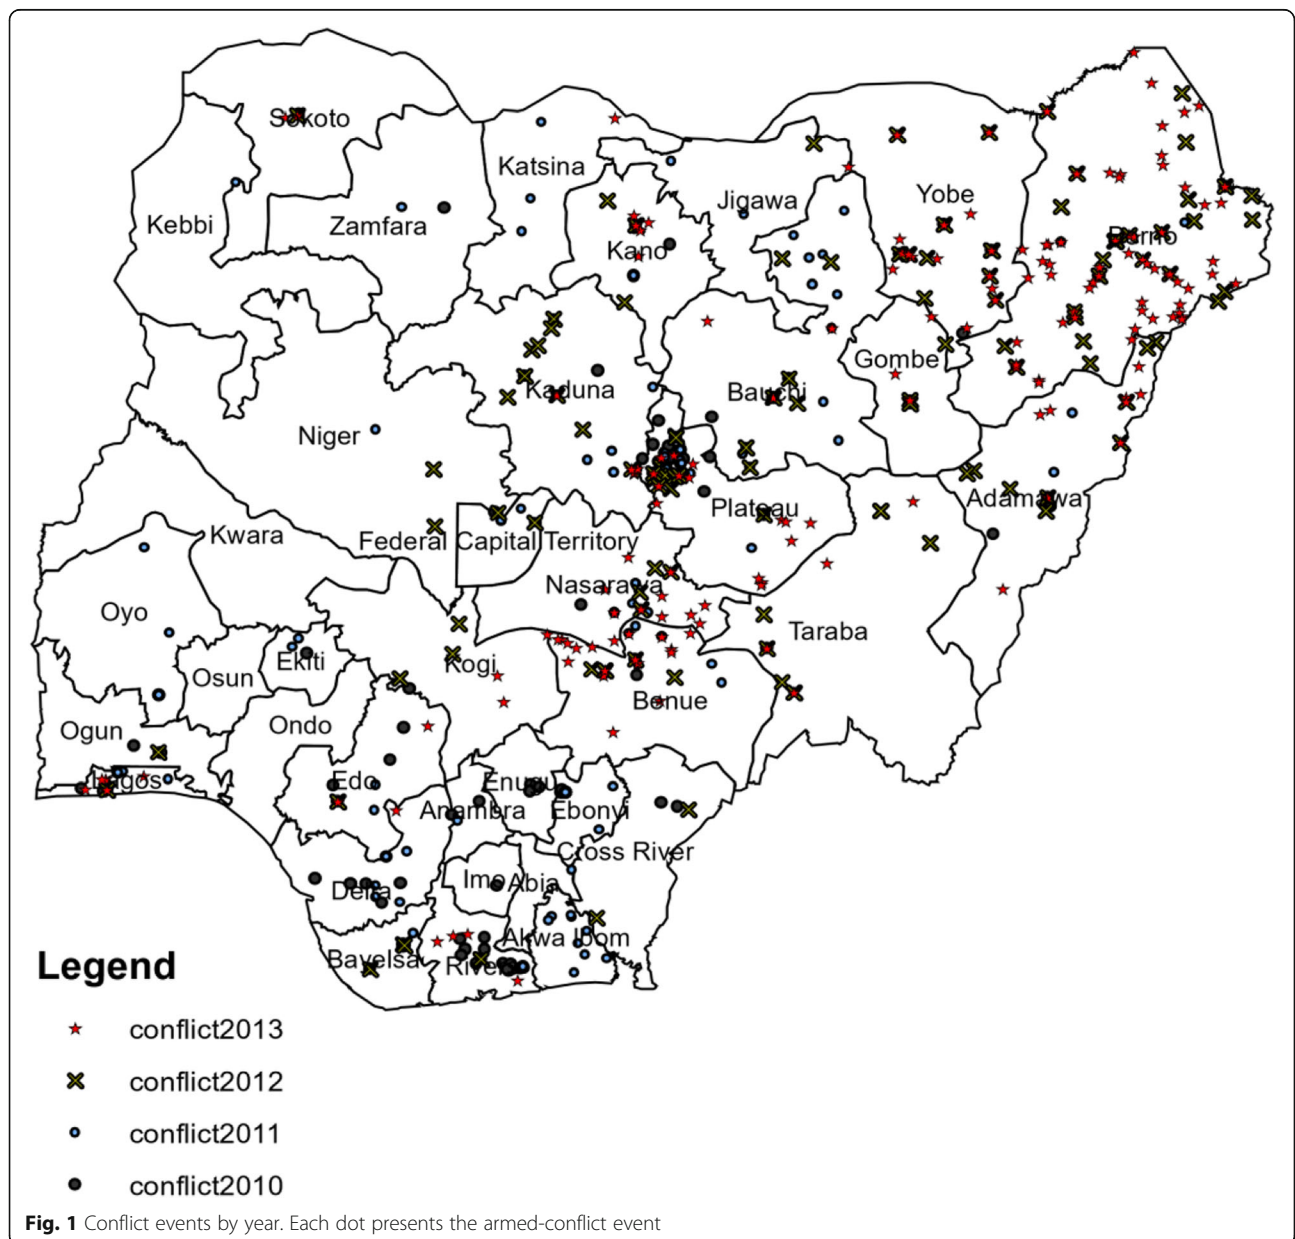 Sokoto
Katsina
Kebbi
Zamfara
Jigawa
Yobe
Kano
Borno
Gombe
Kaduna
Bauchi
Niger
Adamawa
Plateau
Kwara
Federal Capital Territory
Nasarawa
Oyo
Taraba
Ekiti
Osun
Kogi
Benue
Ogun
Ondo
Lagos
Edo
Enugu
Anambra
Ebonyi
Cross River
Delta
Imo
Abia
Akwa Ibom
Bayelsa
Rivers
Legend
conflict2013
conflict2012
conflict2011
conflict2010
Fig. 1 Conflict events by year. Each dot presents the armed-conflict event